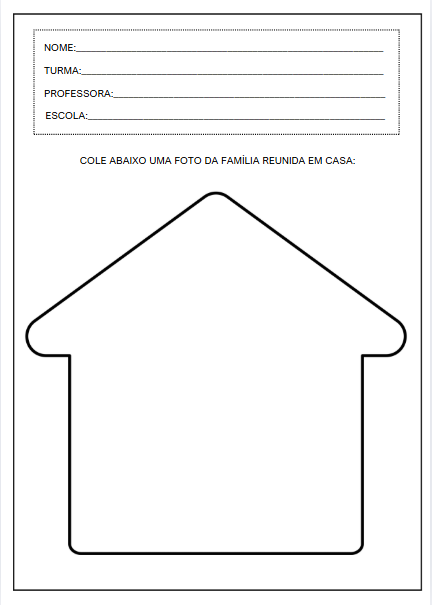 NOME:
TURMA:
PROFESSORA:
ESCOLA:
COLE ABAIXO UMA FOTO DA FAMÍLIA REUNIDA EM CASA: